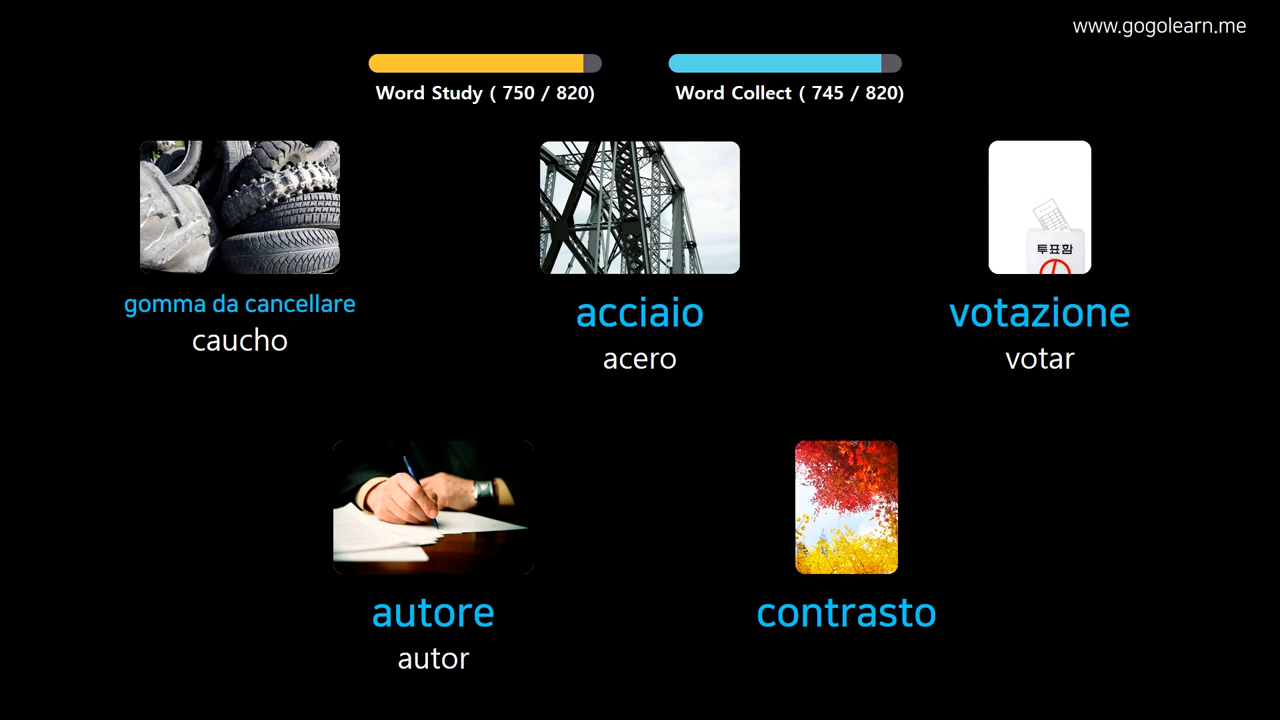 www.gogolearn.me
Word Study ( 750 / 820)
Word Collect ( 745 / 820)
투표함
gomma da cancellare
caucho
acciaio
acero
votazione
votar
autore
autor
contrasto